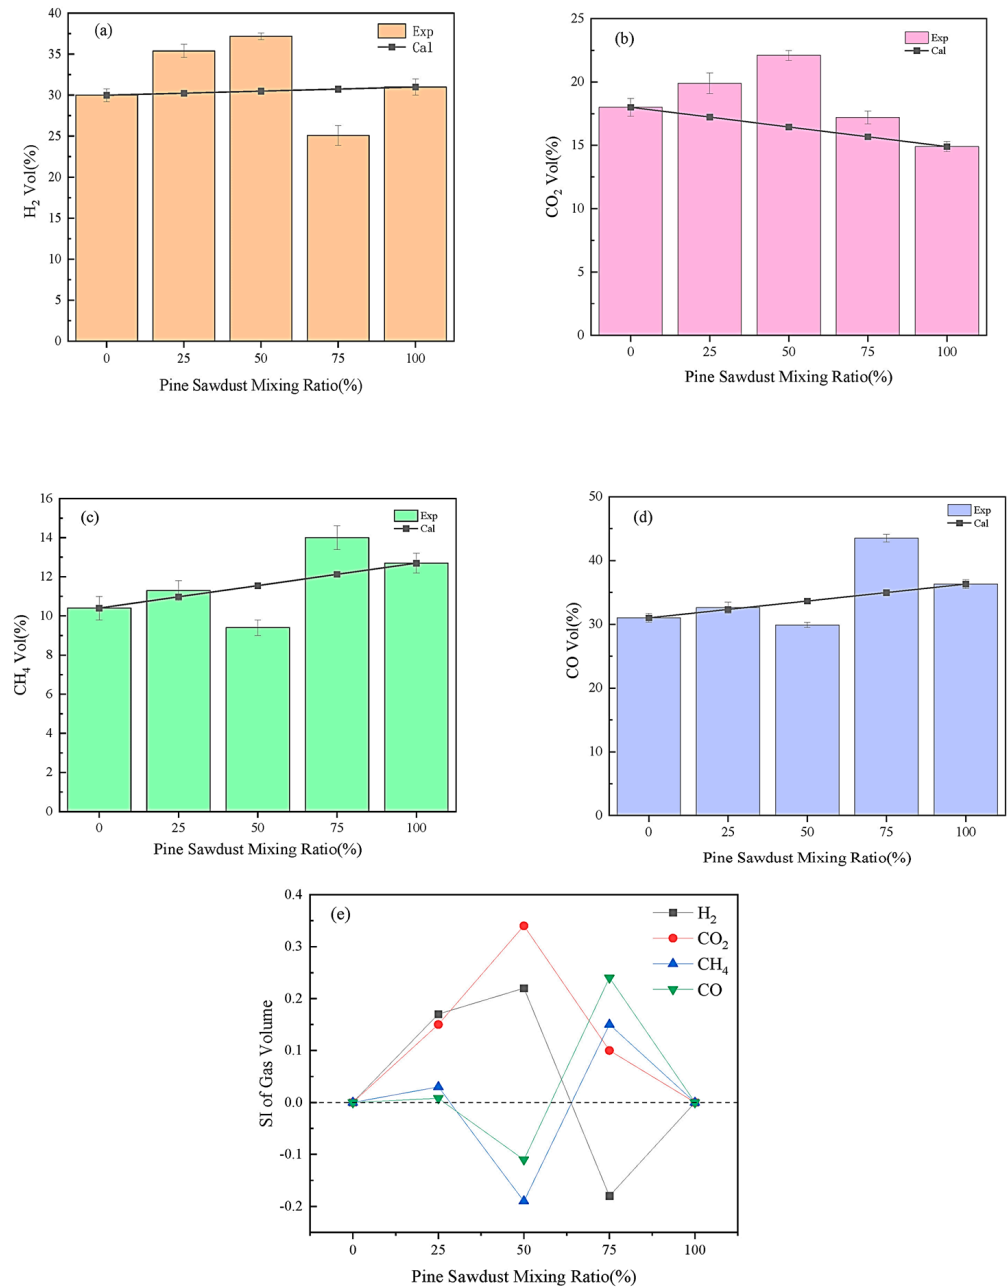 (a)
Exp
Cal
40
35
30
25
20
15
10
5
0
H2 Vol(%)
0 25 50 75 100
Pine Sawdust Mixing Ratio(%)
(b)
Exp
Cal
25
20
15
10
5
0
CO2 Vol(%)
0 25 50 75 100
Pine Sawdust Mixing Ratio(%)
(c)
Exp
Cal
16
14
12
10
8
6
4
2
0
CH4 Vol(%)
0 25 50 75 100
Pine Sawdust Mixing Ratio(%)
(d)
Exp
Cal
50
40
30
20
10
0
CO Vol(%)
0 25 50 75 100
Pine Sawdust Mixing Ratio(%)
(e)
H2
CO2
CH4
CO
0.4
0.3
0.2
0.1
0.0
-0.1
-0.2
SI of Gas Volume
0 25 50 75 100
Pine Sawdust Mixing Ratio(%)